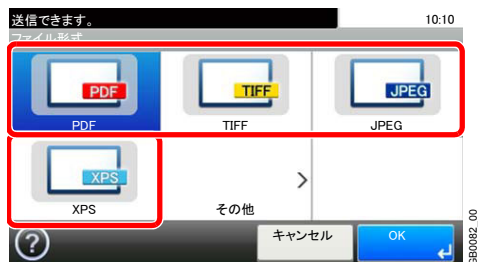 送信できます。 10:10
ファイル形式
PDF TIFF JPEG
PDF TIFF JPEG
XPS
XPS その他
キャンセル OK
GB0082_00